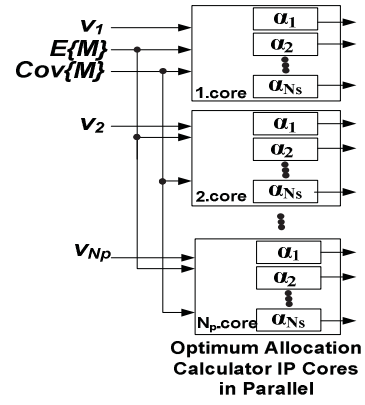 v1
E{M}
Cov{M}
α1
α2
αNs
1.core
v2
α1
α2
αNs
2.core
vNp
α1
α2
αNs
Np-core
Optimum Allocation
Calculator IP Cores
in Parallel